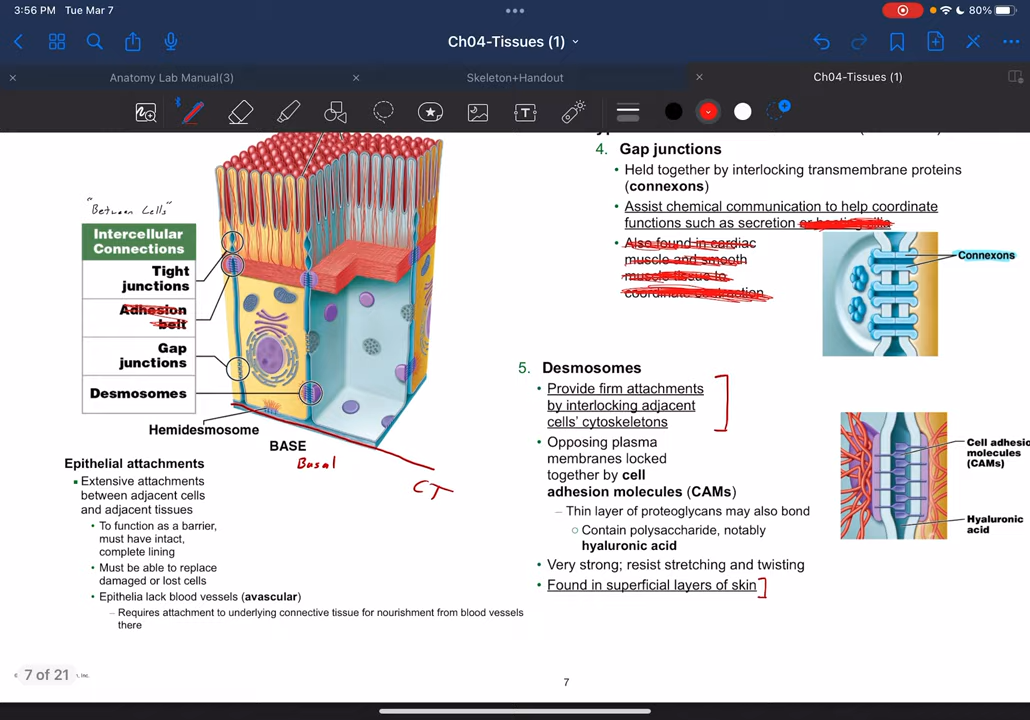 3:56 PM Tue Mar 7
80%
Ch04-Tissues (1)
Anatomy Lab Manual(3)
Skeleton+Handout
Ch04-Tissues (1)
4. Gap junctions
• Held together by interlocking transmembrane proteins
(connexons)
• Assist chemical communication to help coordinate
functions such as secretion or beating cilia
• Also found in cardiac
muscle and smooth
muscle tissue to
coordinate contraction
Connexons
"Between Cells"
Intercellular
Connections
Tight
junctions
Adhesion
belt
Gap
junctions
Desmosomes
Hemidesmosome
BASE
Basal
CT
Epithelial attachments
▪ Extensive attachments
between adjacent cells
and adjacent tissues
• To function as a barrier,
must have intact,
complete lining
• Must be able to replace
damaged or lost cells
• Epithelia lack blood vessels (avascular)
– Requires attachment to underlying connective tissue for nourishment from blood vessels
there
5. Desmosomes
• Provide firm attachments
by interlocking adjacent
cells' cytoskeletons
• Opposing plasma
membranes locked
together by cell
adhesion molecules (CAMs)
– Thin layer of proteoglycans may also bond
○ Contain polysaccharide, notably
hyaluronic acid
• Very strong; resist stretching and twisting
• Found in superficial layers of skin
Cell adhesio
molecules
(CAMs)
Hyaluronic
acid
7 of 21
, Inc.
7